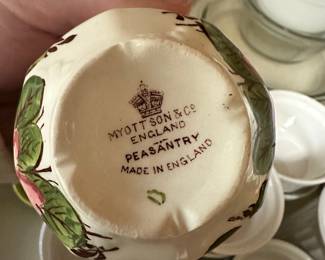 MYOTT SON & Co
ENGLAND
PEASANTRY
MADE IN ENGLAND